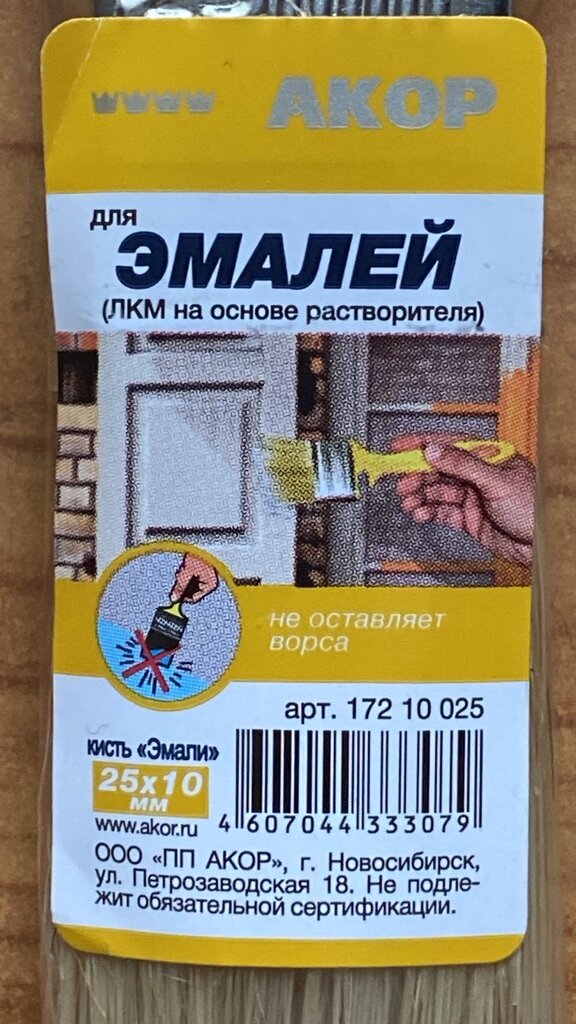 АКОР
для
ЭМАЛЕЙ
(ЛКМ на основе растворителя)
не оставляет
ворса
арт. 172 10 025
кисть «Эмали»
25х10
мм
www.akor.ru
4 607044 333079
ООО «ПП АКОР», г. Новосибирск,
ул. Петрозаводская 18. Не подле-
жит обязательной сертификации.